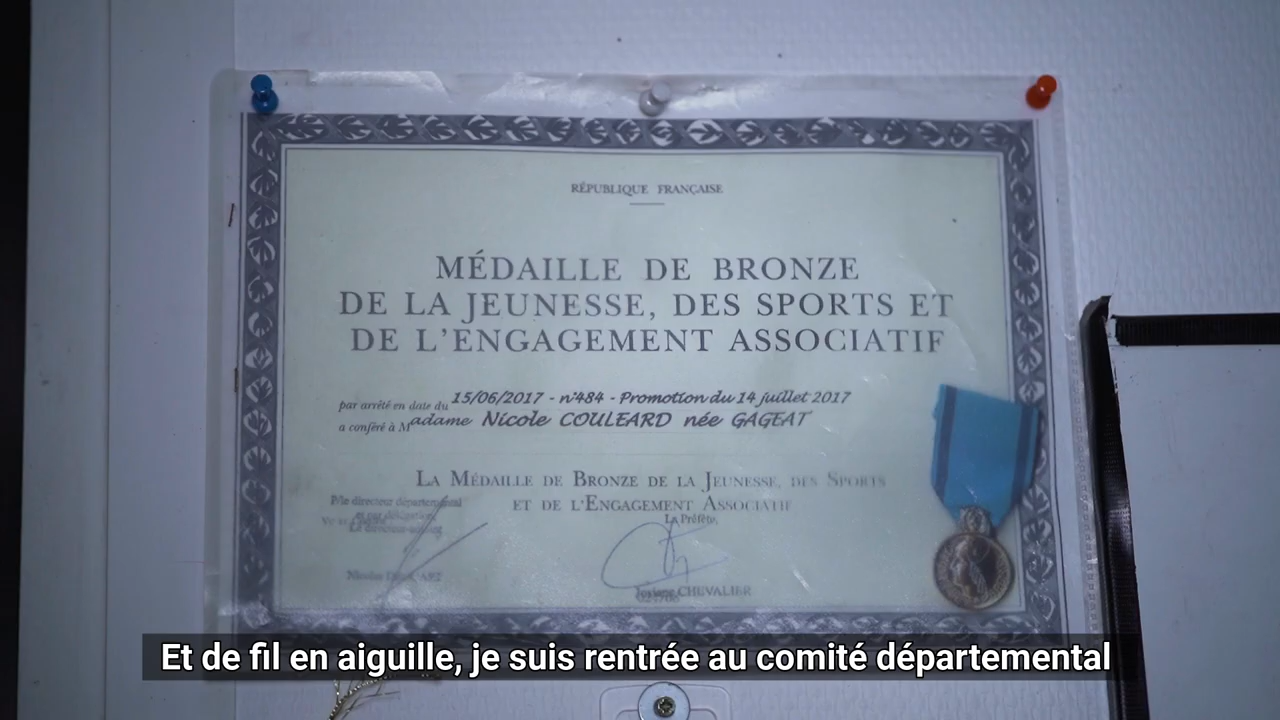 RÉPUBLIQUE FRANÇAISE
MÉDAILLE DE BRONZE
DE LA JEUNESSE, DES SPORTS ET
DE L'ENGAGEMENT ASSOCIATIF
par arrêté en date du 15/06/2017 - n°484 - Promotion du 14 juillet 2017
a conféré à Madame Nicole COULEARD née GAGEAT
La Médaille de Bronze de la Jeunesse, des Sports
et de l'Engagement Associatif
directeur départemental
La Préfète,
CHEVALIER
Et de fil en aiguille, je suis rentrée au comité départemental